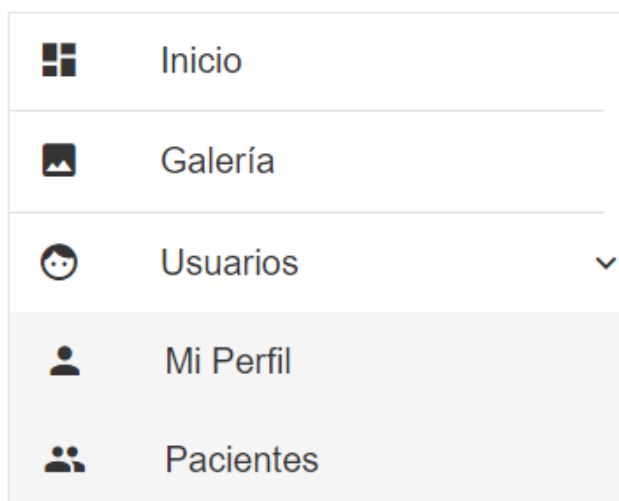 Inicio
Galería
Usuarios
Mi Perfil
Pacientes